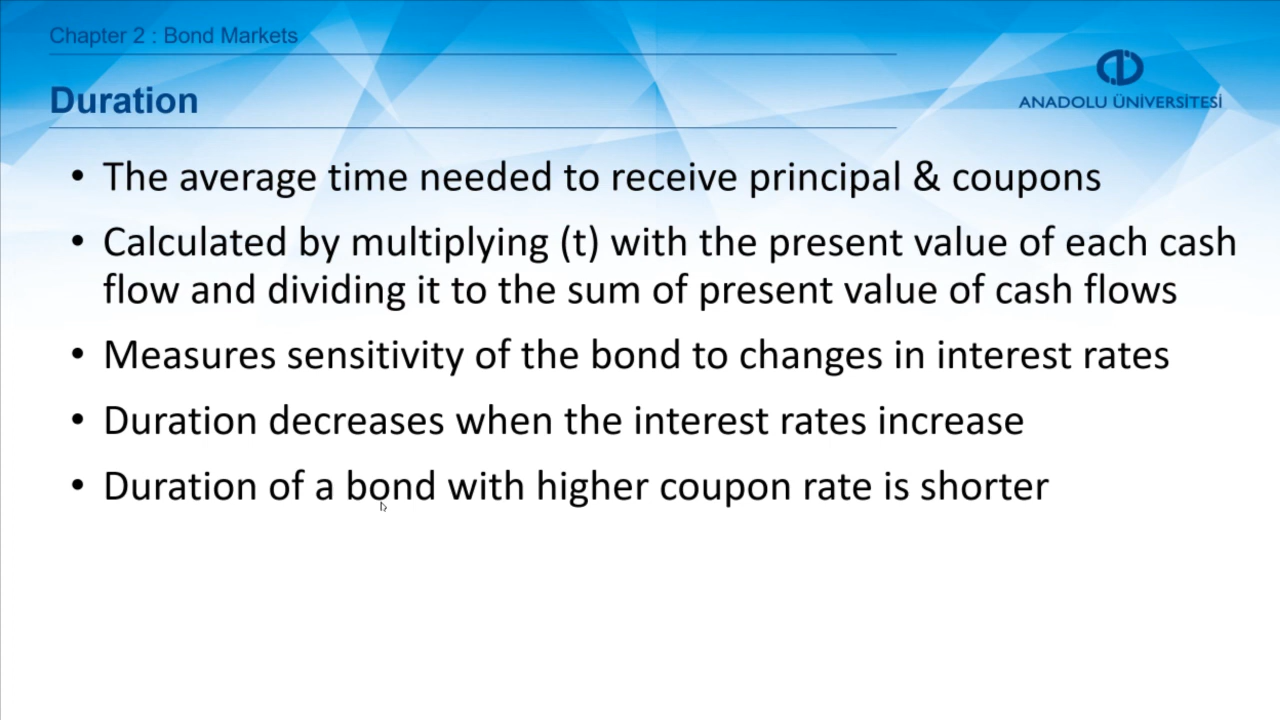 Chapter 2 : Bond Markets
Duration
ANADOLU ÜNİVERSİTESİ
• The average time needed to receive principal & coupons
• Calculated by multiplying (t) with the present value of each cash
flow and dividing it to the sum of present value of cash flows
• Measures sensitivity of the bond to changes in interest rates
• Duration decreases when the interest rates increase
• Duration of a bond with higher coupon rate is shorter